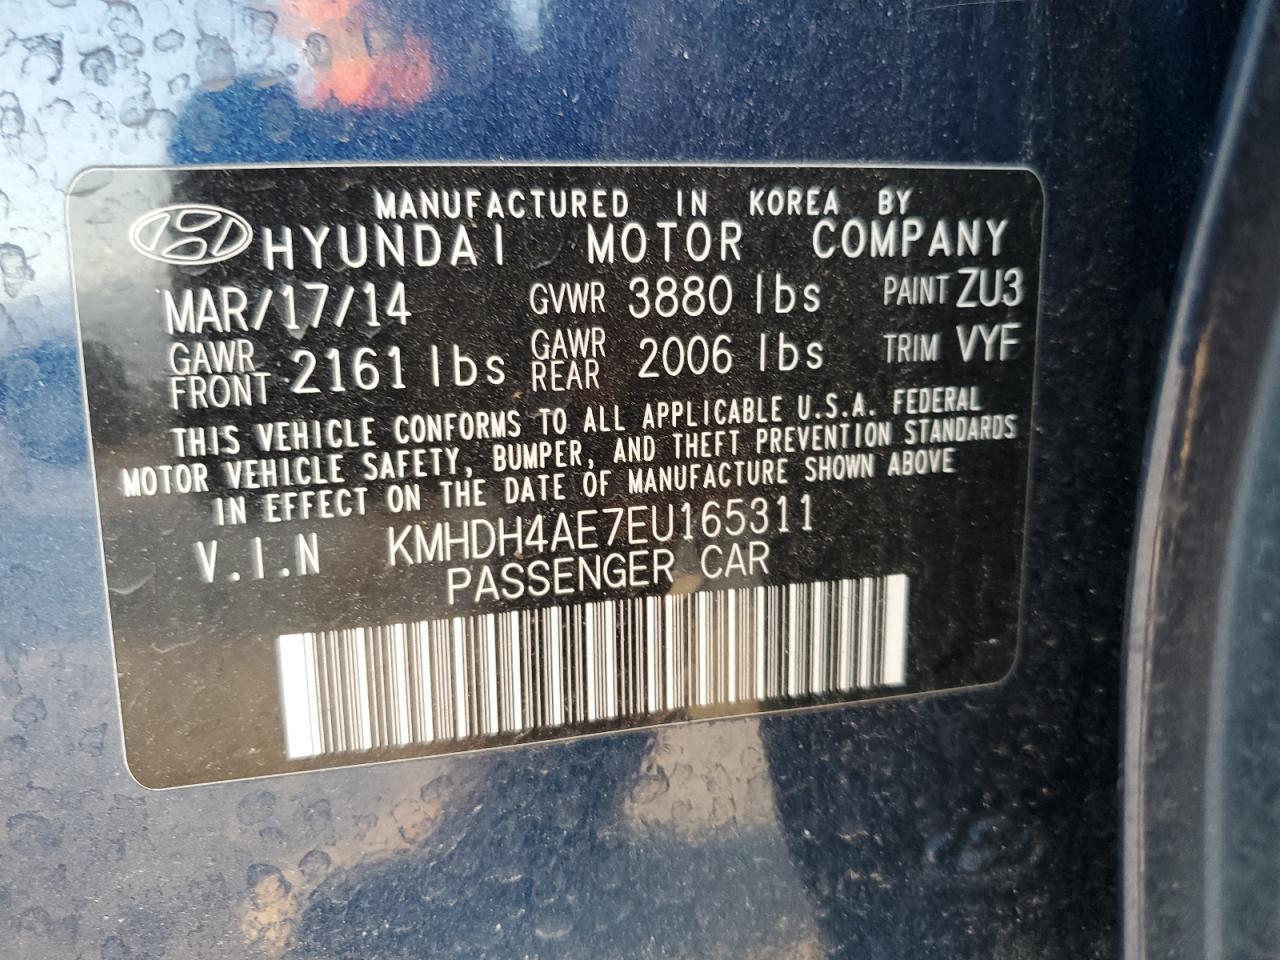 MANUFACTURED IN KOREA BY
HYUNDAI MOTOR COMPANY
MAR/17/14 GVWR 3880 lbs PAINT ZU3
GAWR FRONT 2161 lbs GAWR REAR 2006 lbs TRIM VYF
THIS VEHICLE CONFORMS TO ALL APPLICABLE U.S.A. FEDERAL
MOTOR VEHICLE SAFETY, BUMPER, AND THEFT PREVENTION STANDARDS
IN EFFECT ON THE DATE OF MANUFACTURE SHOWN ABOVE
V.I.N KMHDH4AE7EU165311
PASSENGER CAR